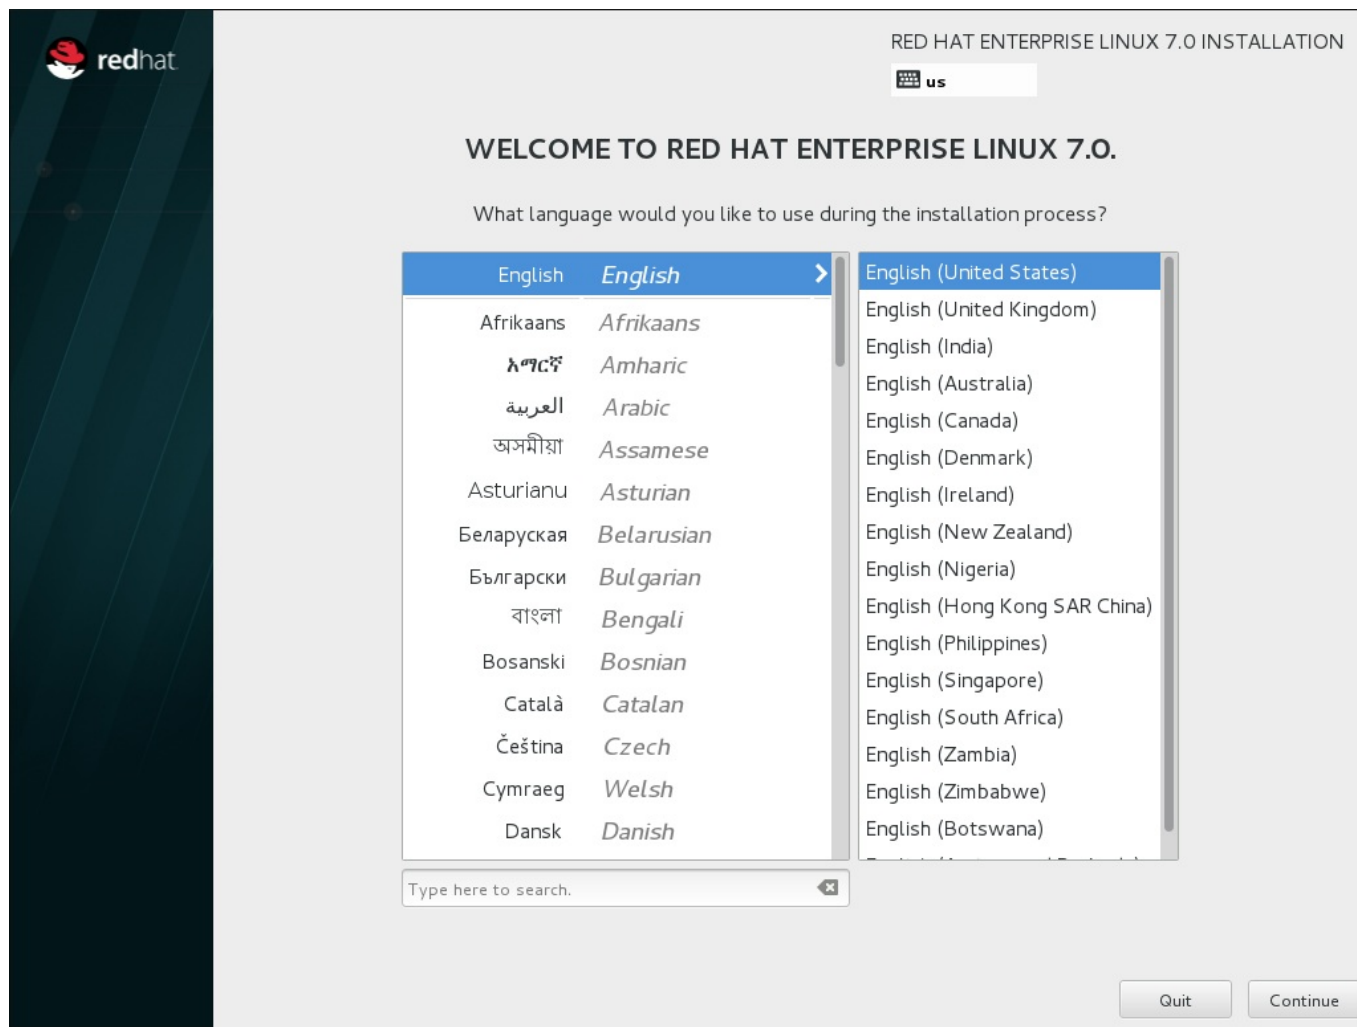 redhat
RED HAT ENTERPRISE LINUX 7.0 INSTALLATION
us
WELCOME TO RED HAT ENTERPRISE LINUX 7.0.
What language would you like to use during the installation process?
English English
Afrikaans Afrikaans
አማርኛ Amharic
العربية Arabic
অসমীয়া Assamese
Asturianu Asturian
Беларуская Belarusian
Български Bulgarian
বাংলা Bengali
Bosanski Bosnian
Català Catalan
Čeština Czech
Cymraeg Welsh
Dansk Danish
Type here to search.
English (United States)
English (United Kingdom)
English (India)
English (Australia)
English (Canada)
English (Denmark)
English (Ireland)
English (New Zealand)
English (Nigeria)
English (Hong Kong SAR China)
English (Philippines)
English (Singapore)
English (South Africa)
English (Zambia)
English (Zimbabwe)
English (Botswana)
Quit
Continue